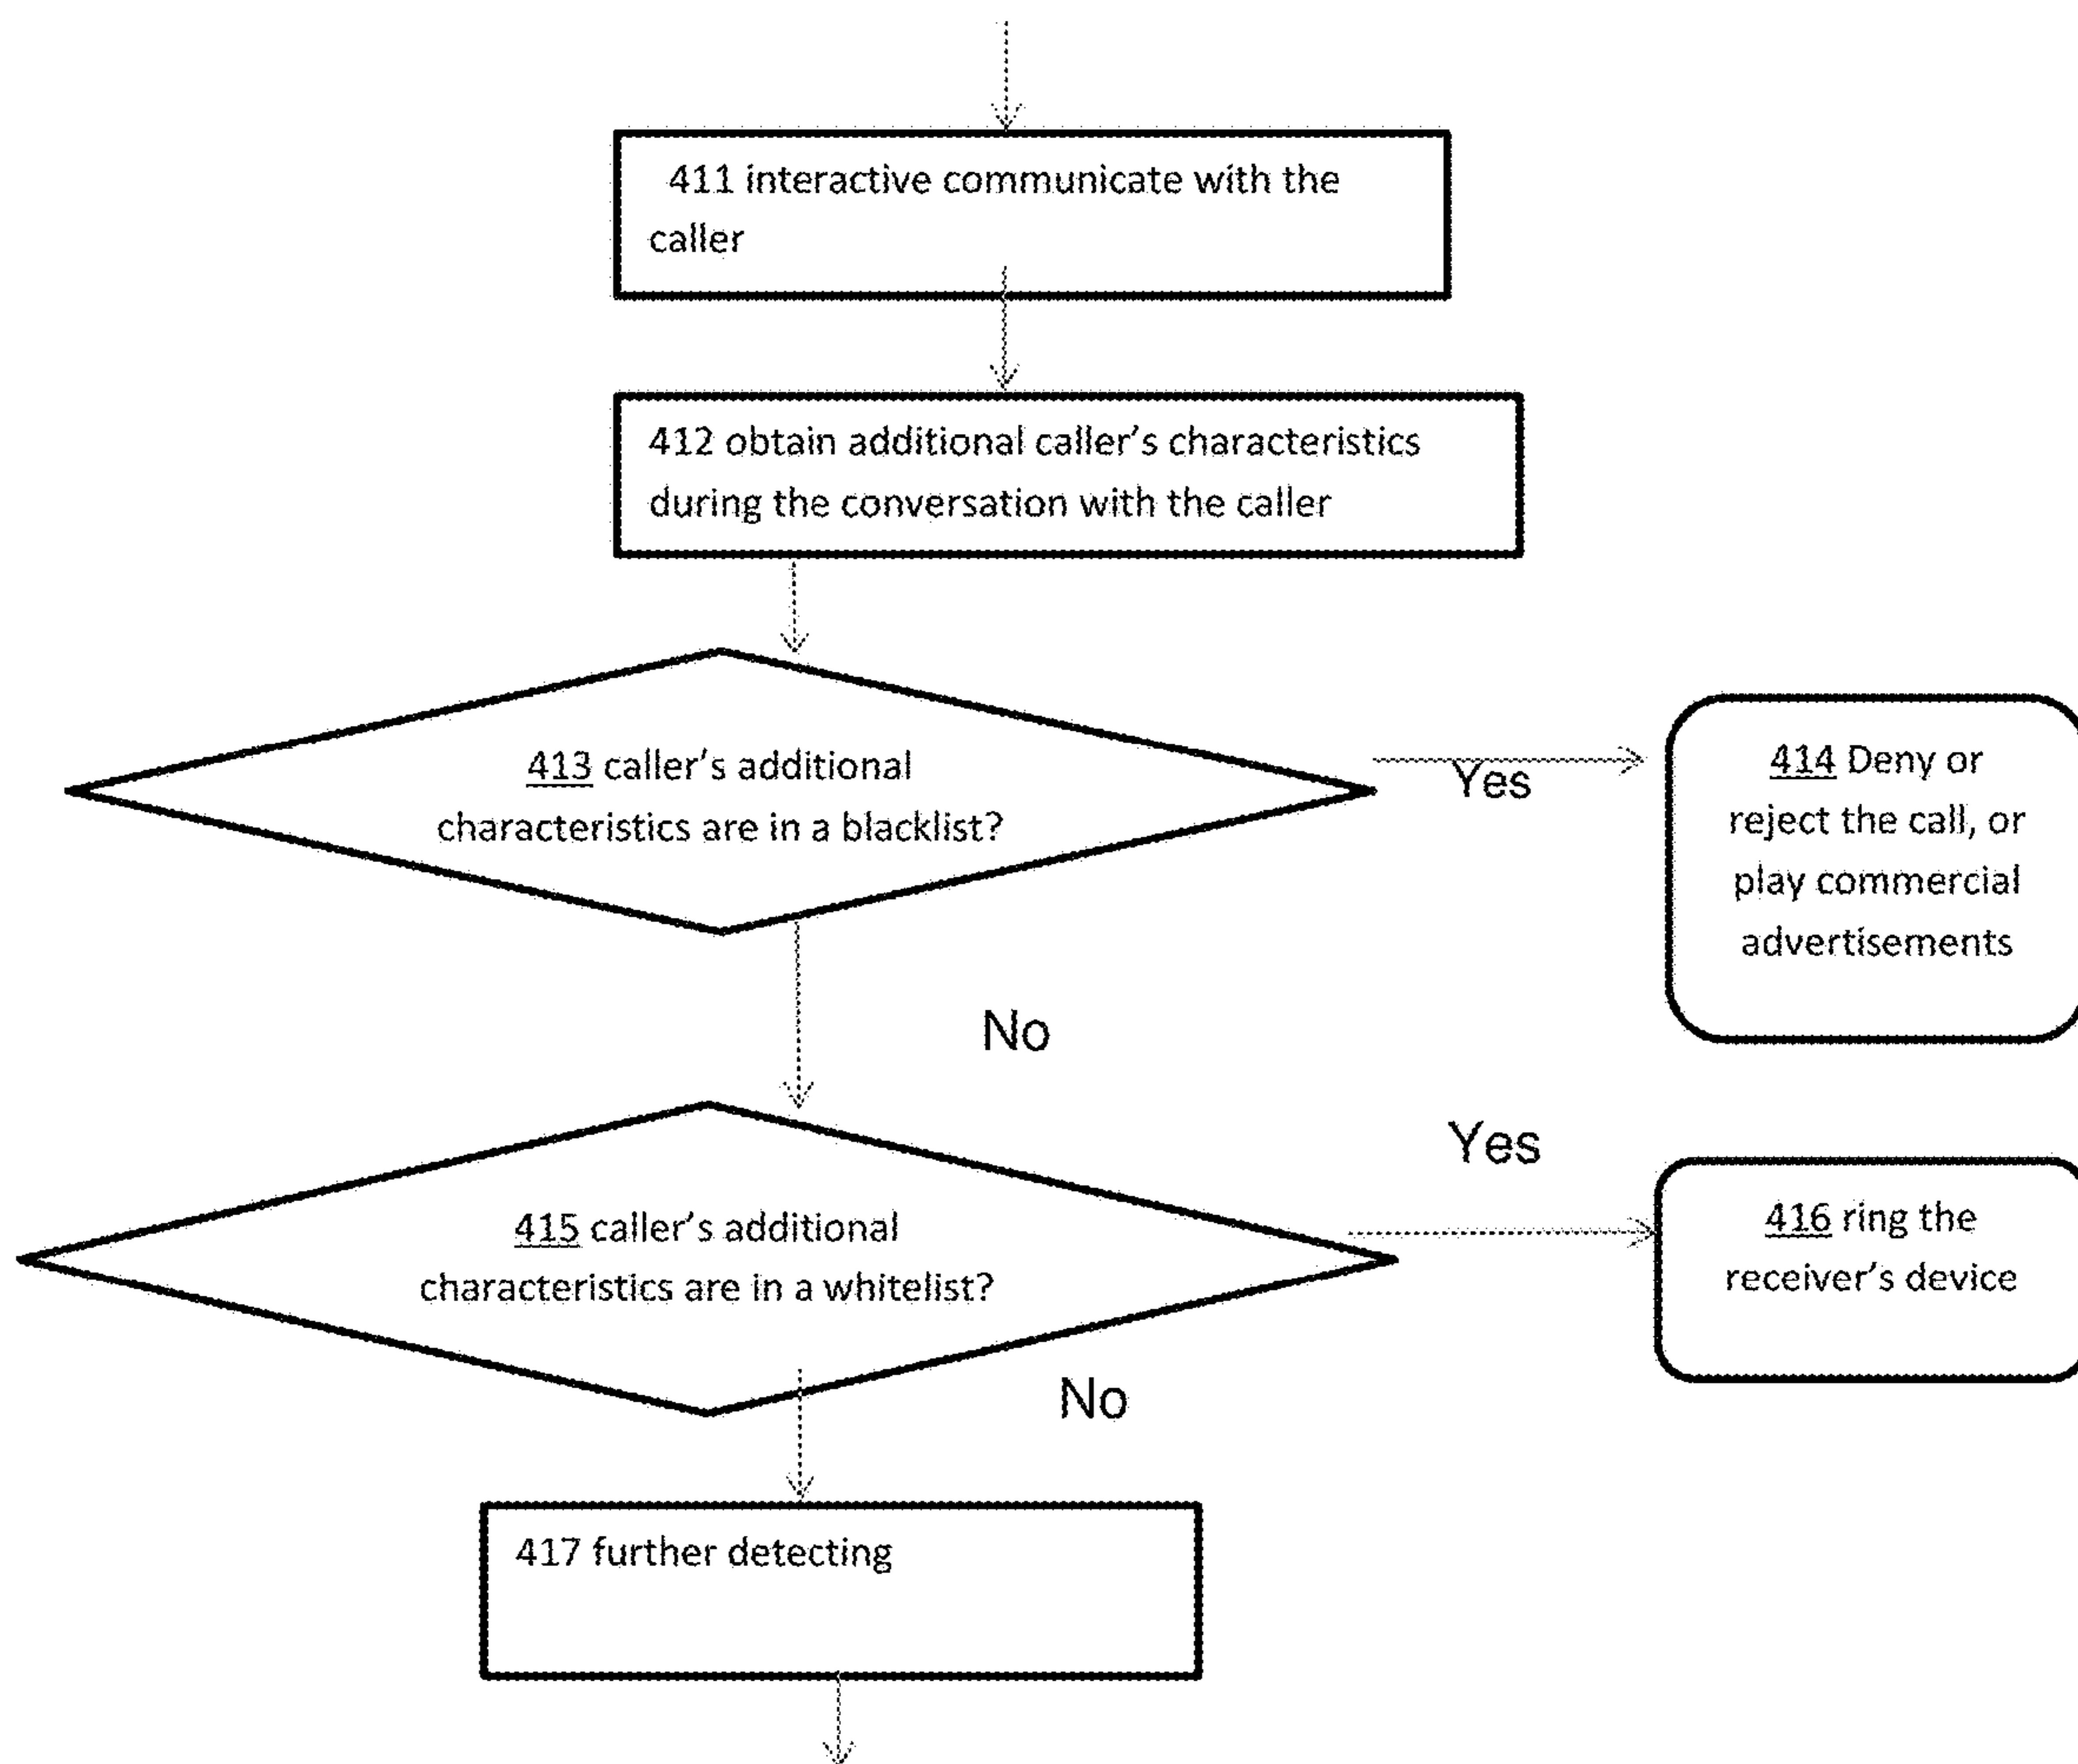 411 interactive communicate with the
caller
412 obtain additional caller's characteristics
during the conversation with the caller
413 caller's additional
characteristics are in a blacklist?
Yes
414 Deny or
reject the call, or
play commercial
advertisements
No
415 caller's additional
characteristics are in a whitelist?
Yes
416 ring the
receiver's device
No
417 further detecting